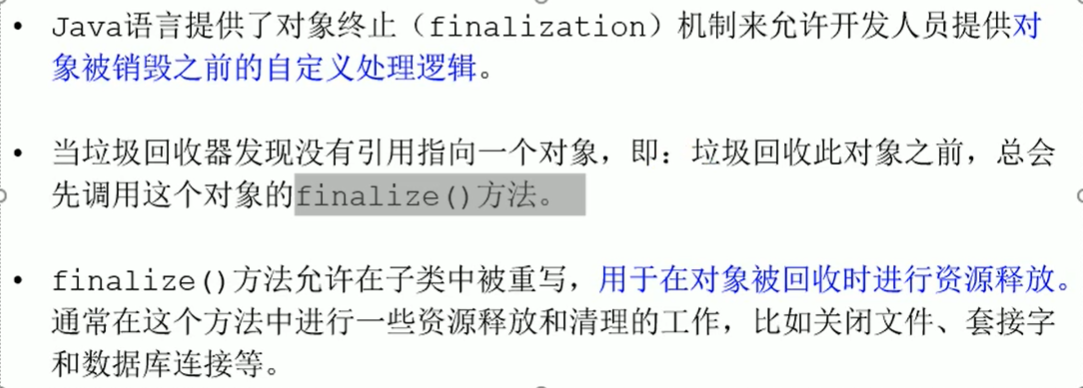 • Java语言提供了对象终止（finalization）机制来允许开发人员提供对
象被销毁之前的自定义处理逻辑。
• 当垃圾回收器发现没有引用指向一个对象，即：垃圾回收此对象之前，总会
先调用这个对象的finalize()方法。
• finalize()方法允许在子类中被重写，用于在对象被回收时进行资源释放。
通常在这个方法中进行一些资源释放和清理的工作，比如关闭文件、套接字
和数据库连接等。